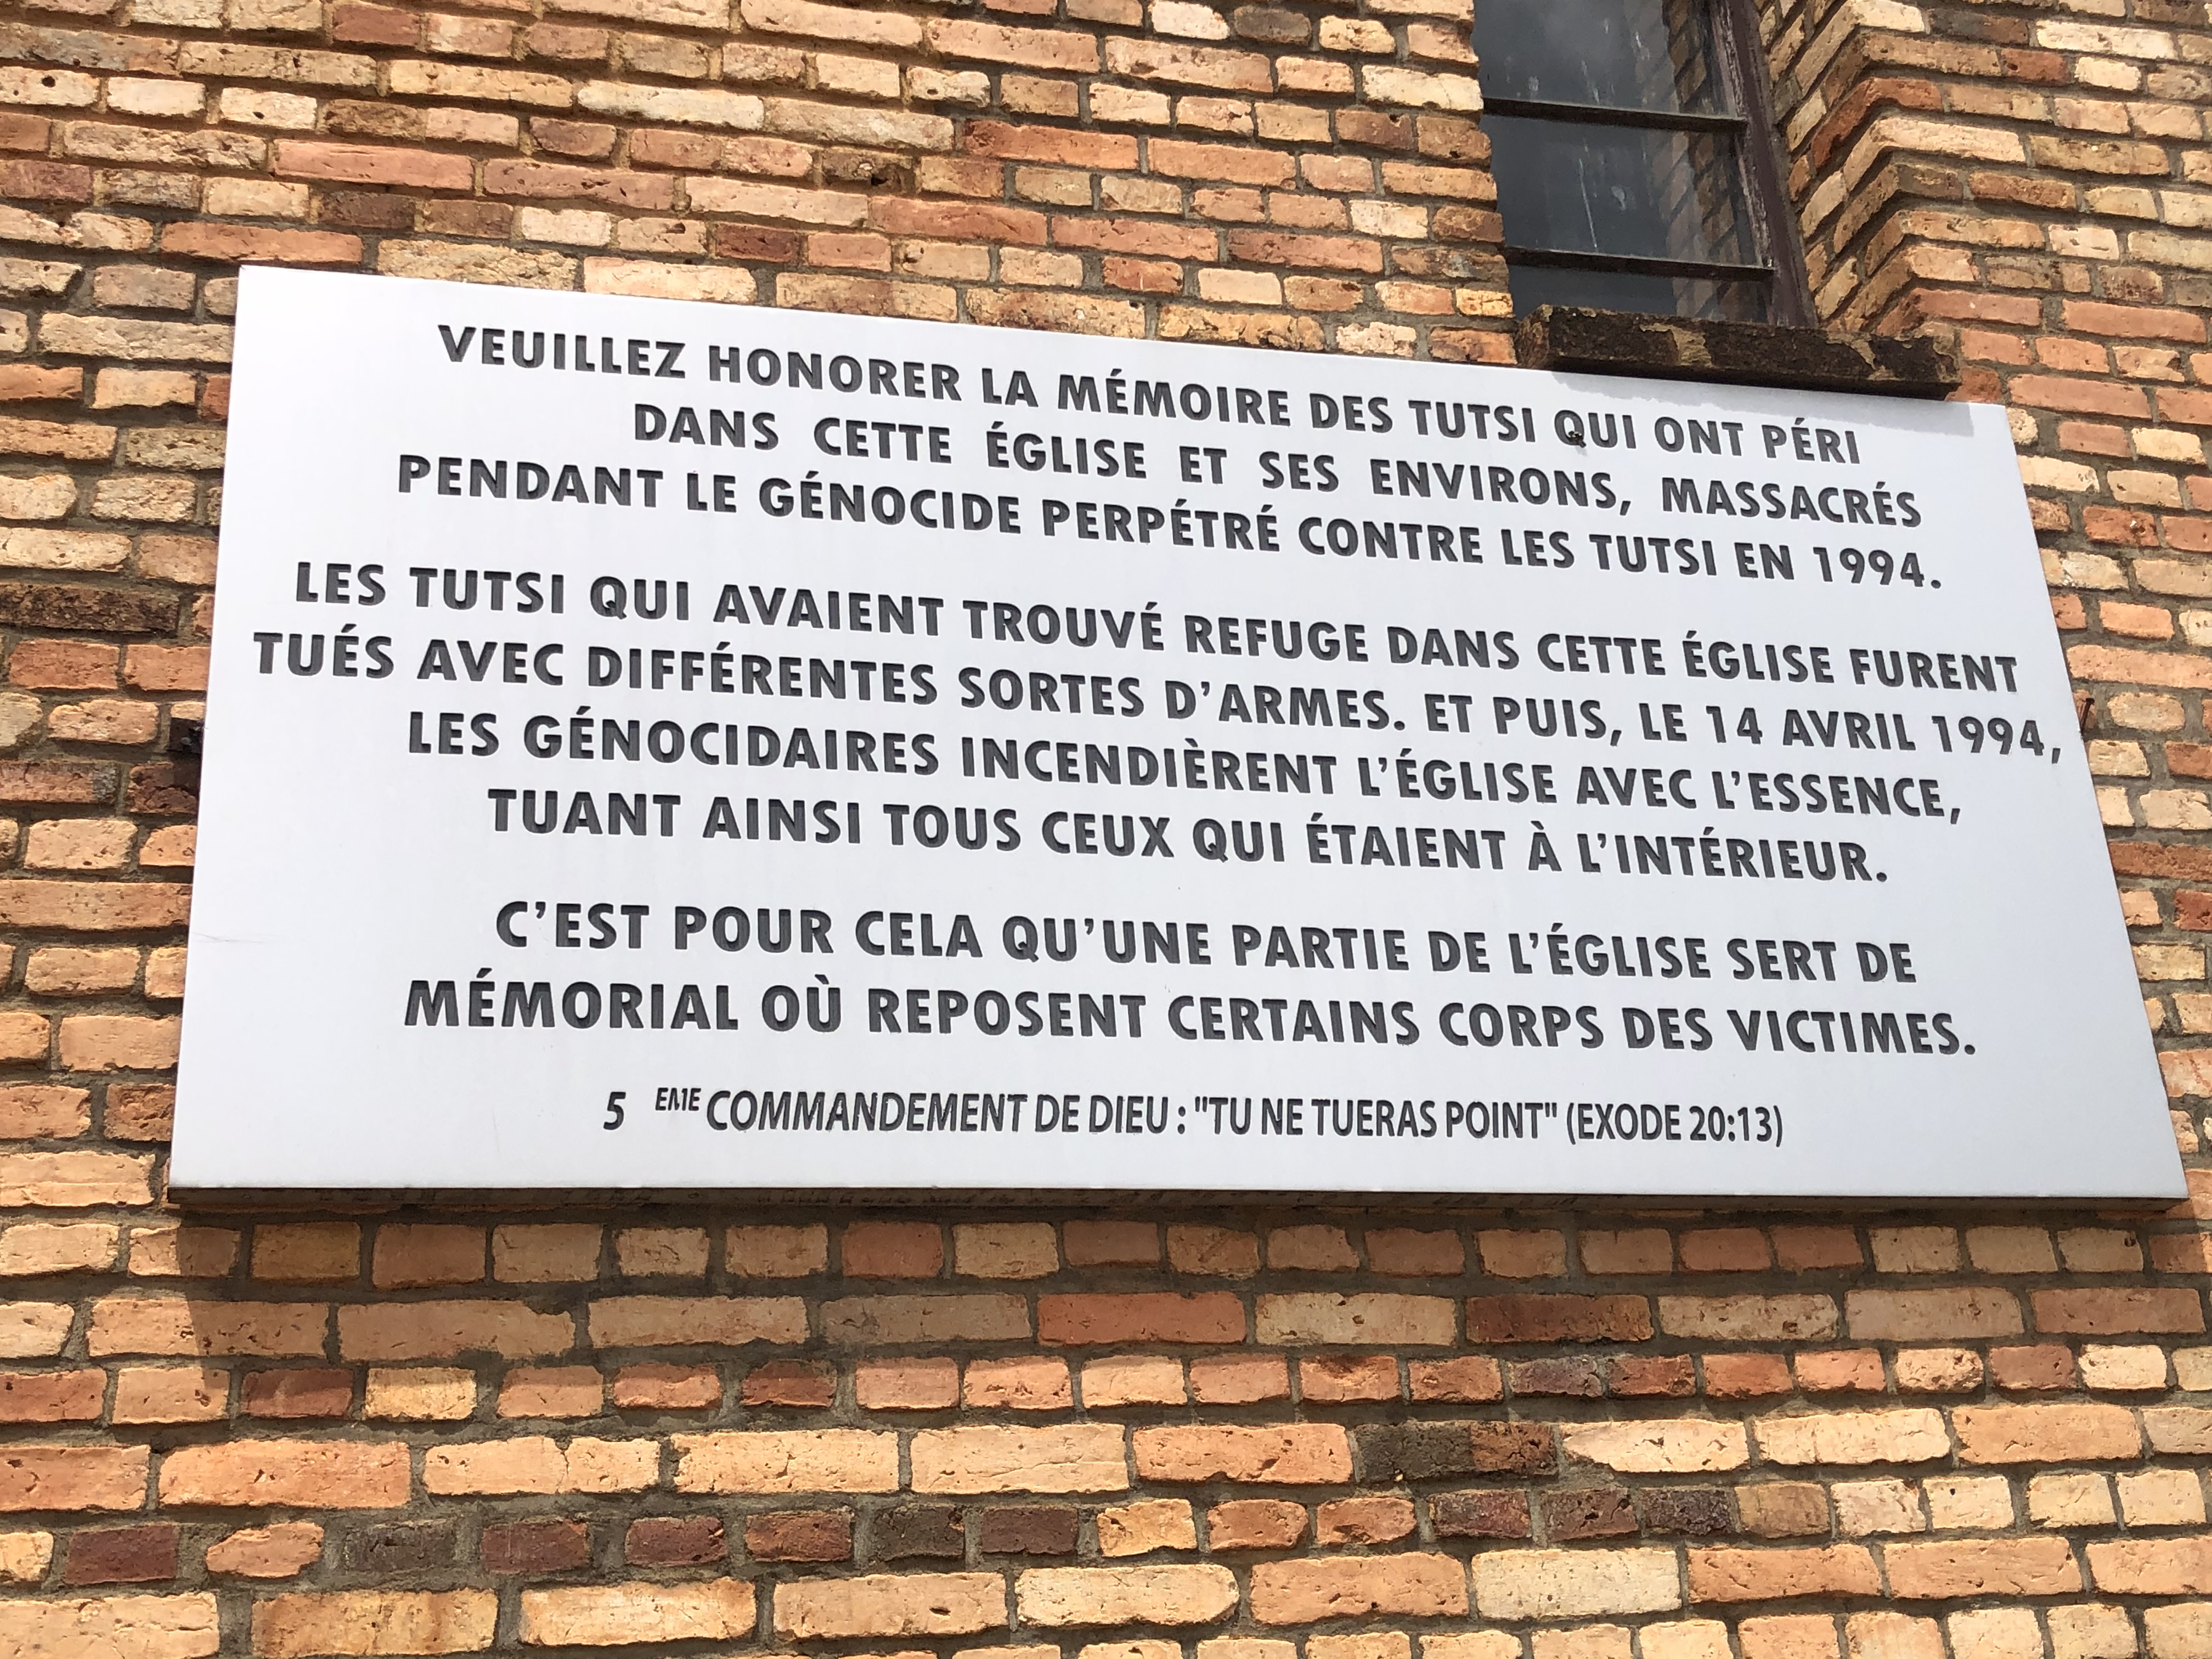 VEUILLEZ HONORER LA MÉMOIRE DES TUTSI QUI ONT PÉRI
DANS CETTE ÉGLISE ET SES ENVIRONS, MASSACRÉS
PENDANT LE GÉNOCIDE PERPÉTRÉ CONTRE LES TUTSI EN 1994.
LES TUTSI QUI AVAIENT TROUVÉ REFUGE DANS CETTE ÉGLISE FURENT
TUÉS AVEC DIFFÉRENTES SORTES D'ARMES. ET PUIS, LE 14 AVRIL 1994,
LES GÉNOCIDAIRES INCENDIÈRENT L'ÉGLISE AVEC L'ESSENCE,
TUANT AINSI TOUS CEUX QUI ÉTAIENT À L'INTÉRIEUR.
C'EST POUR CELA QU'UNE PARTIE DE L'ÉGLISE SERT DE
MÉMORIAL OÙ REPOSENT CERTAINS CORPS DES VICTIMES.
5 EME COMMANDEMENT DE DIEU : "TU NE TUERAS POINT" (EXODE 20:13)